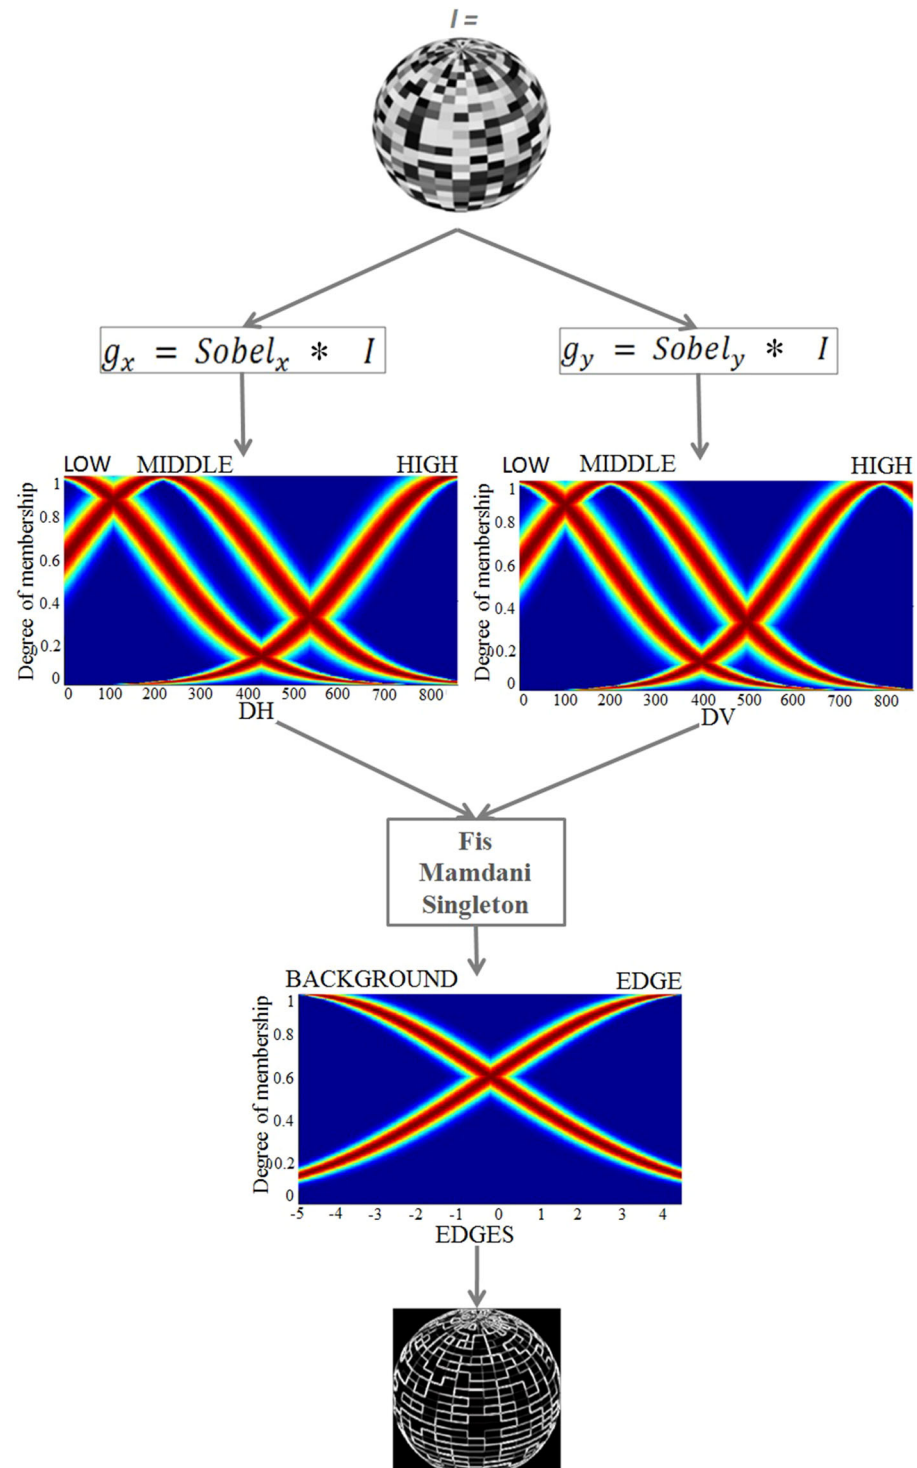 I =
g_x = Sobel_x * I
g_y = Sobel_y * I
LOW MIDDLE HIGH
Degree of membership
1
0.8
0.6
0.4
0.2
0
0 100 200 300 400 500 600 700 800
DH
LOW MIDDLE HIGH
Degree of membership
1
0.8
0.6
0.4
0.2
0
0 100 200 300 400 500 600 700 800
DV
Fis
Mamdani
Singleton
BACKGROUND EDGE
Degree of membership
1
0.8
0.6
0.4
0.2
0
-5 -4 -3 -2 -1 0 1 2 3 4
EDGES